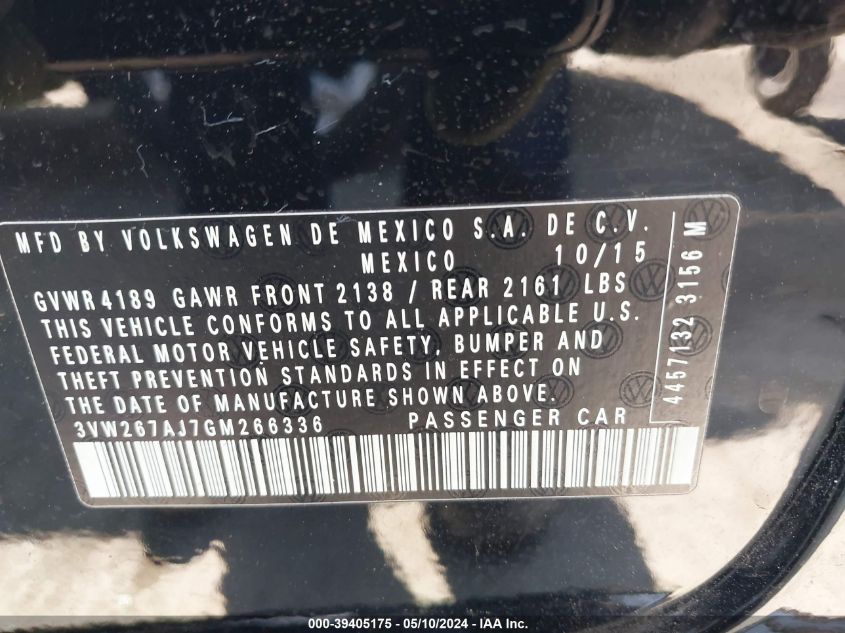 MFD BY VOLKSWAGEN DE MEXICO S.A. DE C.V.
MEXICO 10/15
GVWR4189 GAWR FRONT 2138 / REAR 2161 LBS
THIS VEHICLE CONFORMS TO ALL APPLICABLE U.S.
FEDERAL MOTOR VEHICLE SAFETY, BUMPER AND
THEFT PREVENTION STANDARDS IN EFFECT ON
THE DATE OF MANUFACTURE SHOWN ABOVE.
3VW267AJ7GM266336 PASSENGER CAR
4457132 3156 M
000-39405175 - 05/10/2024 - IAA Inc.